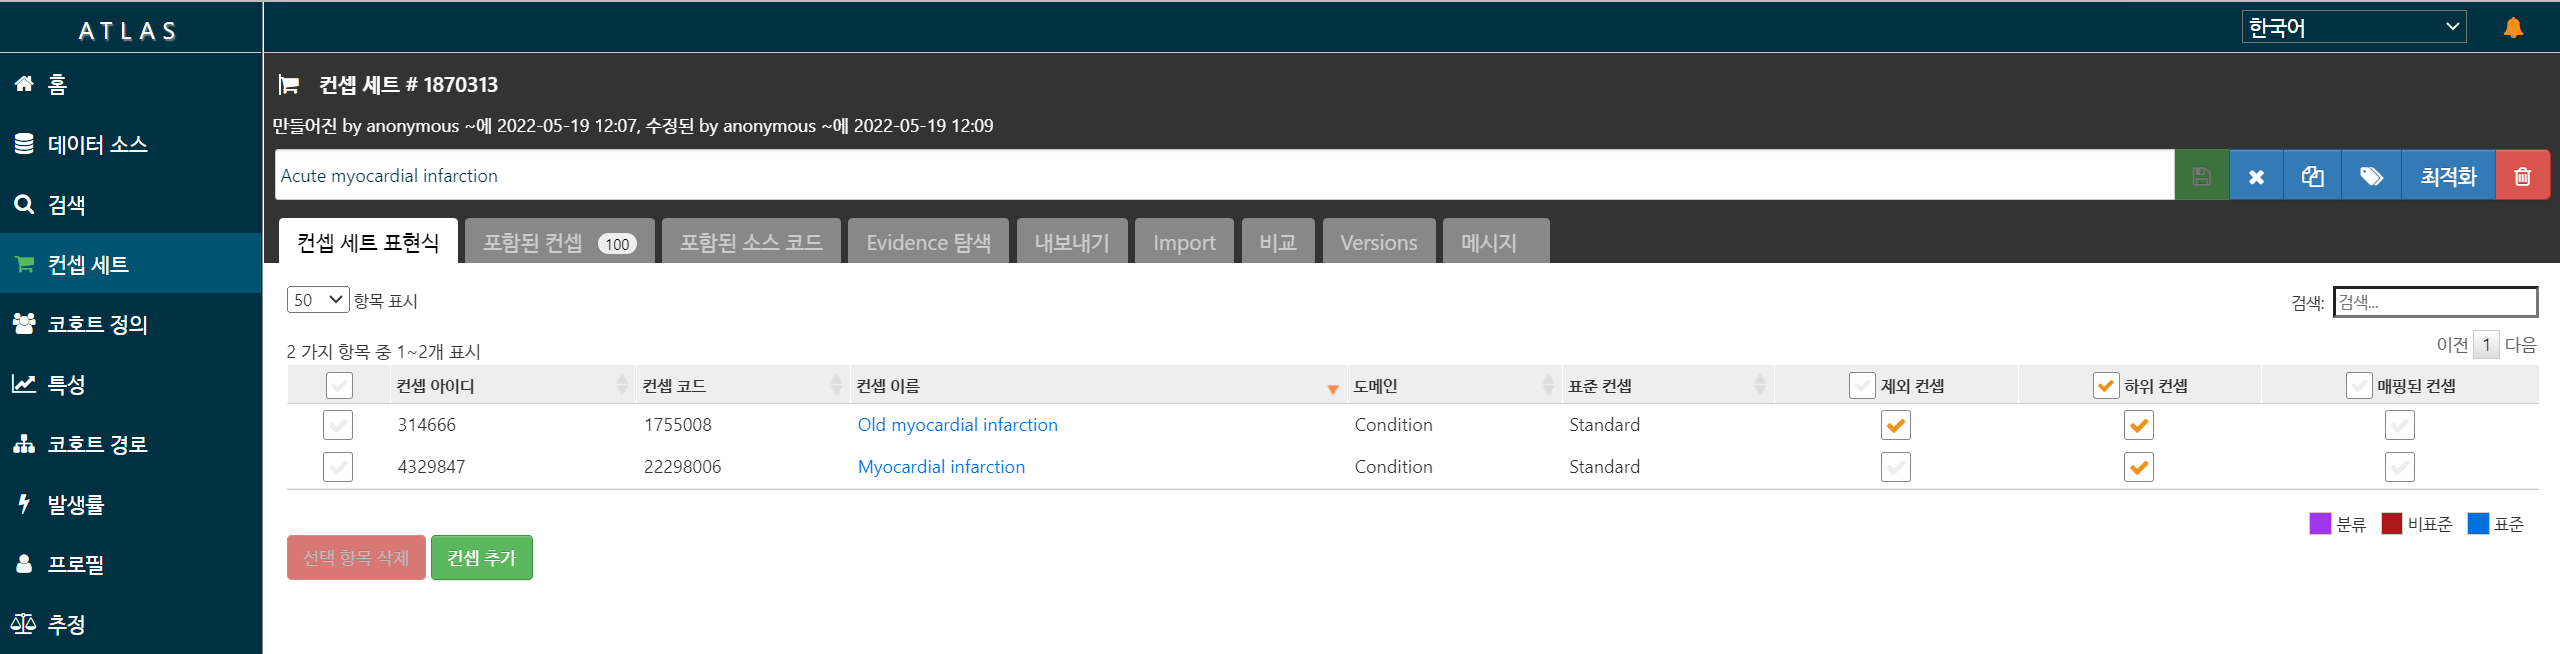 ATLAS
한국어
홈
데이터 소스
검색
컨셉 세트
코호트 정의
특성
코호트 경로
발생률
프로필
추정
컨셉 세트 # 1870313
만들어진 by anonymous ~에 2022-05-19 12:07, 수정된 by anonymous ~에 2022-05-19 12:09
Acute myocardial infarction
최적화
컨셉 세트 표현식 포함된 컨셉 100 포함된 소스 코드 Evidence 탐색 내보내기 Import 비교 Versions 메시지
50 항목 표시
검색: 검색...
2 가지 항목 중 1~2개 표시
이전 1 다음
컨셉 아이디 컨셉 코드 컨셉 이름 도메인 표준 컨셉 제외 컨셉 하위 컨셉 매핑된 컨셉
314666 1755008 Old myocardial infarction Condition Standard
4329847 22298006 Myocardial infarction Condition Standard
분류 비표준 표준
선택 항목 삭제 컨셉 추가